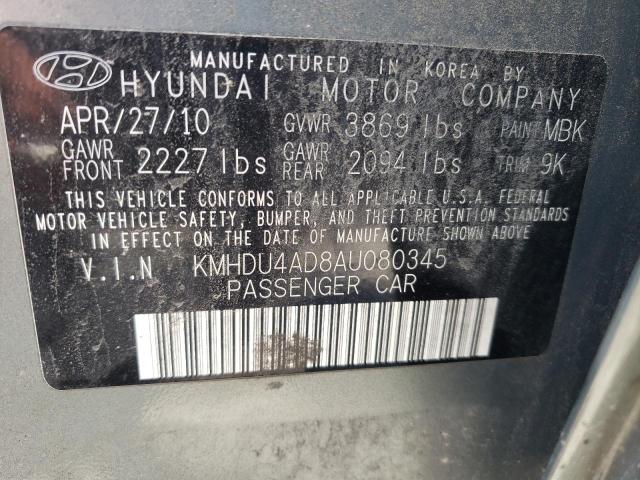 MANUFACTURED IN KOREA BY
HYUNDAI MOTOR COMPANY
APR/27/10 GVWR 3869 lbs PAINT MBK
GAWR FRONT 2227 lbs GAWR REAR 2094 lbs TRIM 9K
THIS VEHICLE CONFORMS TO ALL APPLICABLE U.S.A. FEDERAL
MOTOR VEHICLE SAFETY, BUMPER, AND THEFT PREVENTION STANDARDS
IN EFFECT ON THE DATE OF MANUFACTURE SHOWN ABOVE
V.I.N KMHDU4AD8AU080345
PASSENGER CAR